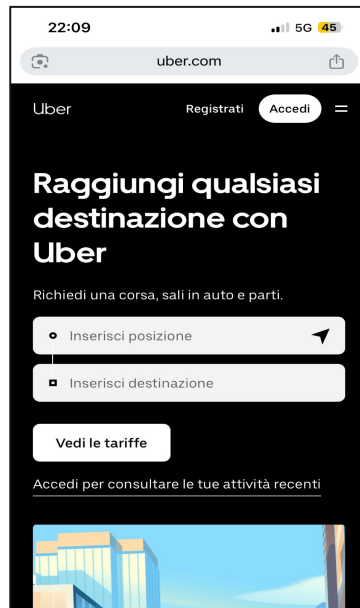 22:09
5G 45
uber.com
Uber
Registrati
Accedi
Raggiungi qualsiasi
destinazione con
Uber
Richiedi una corsa, sali in auto e parti.
Inserisci posizione
Inserisci destinazione
Vedi le tariffe
Accedi per consultare le tue attività recenti